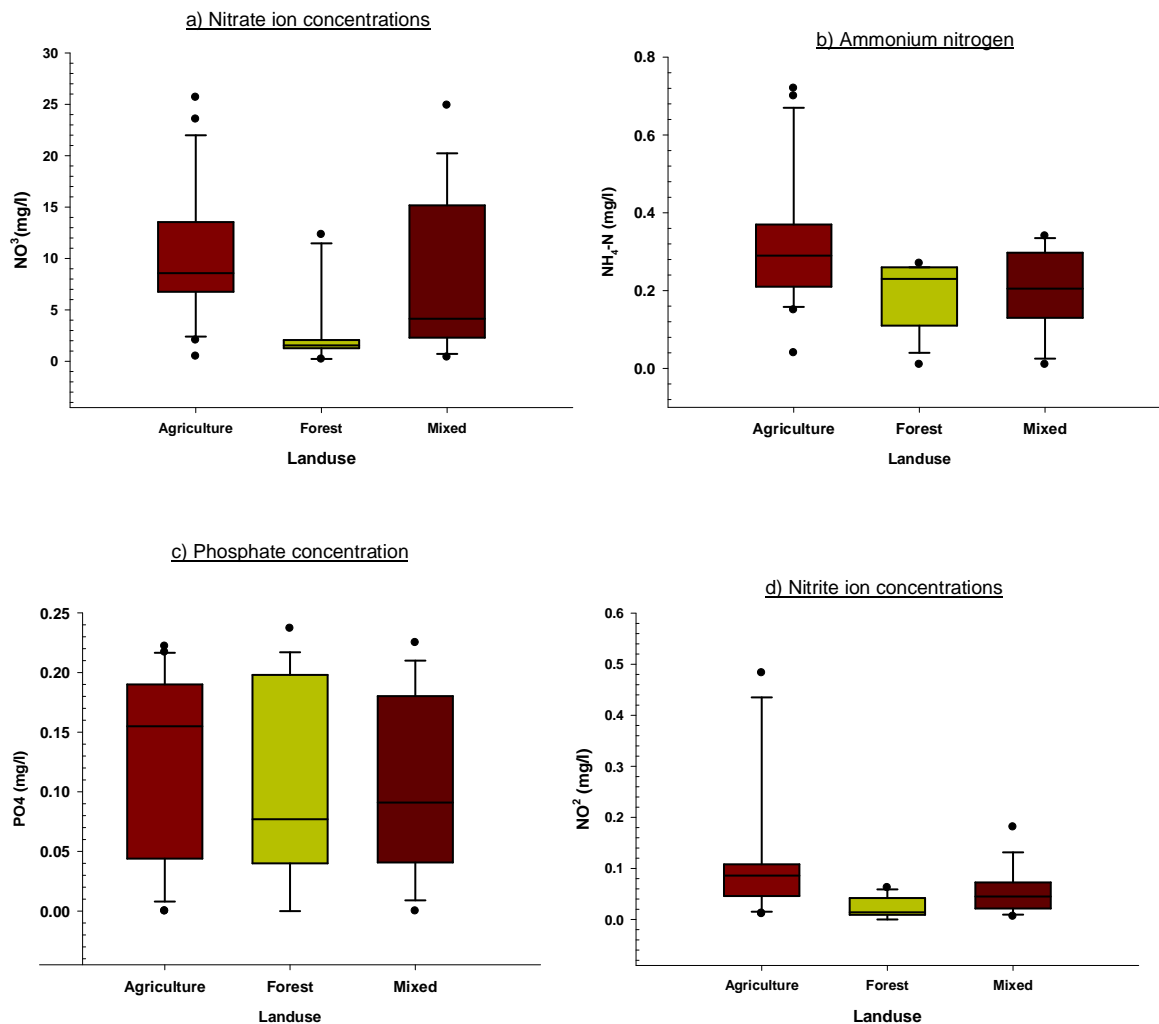 a) Nitrate ion concentrations
30
25
20
15
10
5
0
NO³(mg/l)
Agriculture Forest Mixed
Landuse
b) Ammonium nitrogen
0.8
0.6
0.4
0.2
0.0
NH₄-N (mg/l)
Agriculture Forest Mixed
Landuse
c) Phosphate concentration
0.25
0.20
0.15
0.10
0.05
0.00
PO4 (mg/l)
Agriculture Forest Mixed
Landuse
d) Nitrite ion concentrations
0.6
0.5
0.4
0.3
0.2
0.1
0.0
NO² (mg/l)
Agriculture Forest Mixed
Landuse